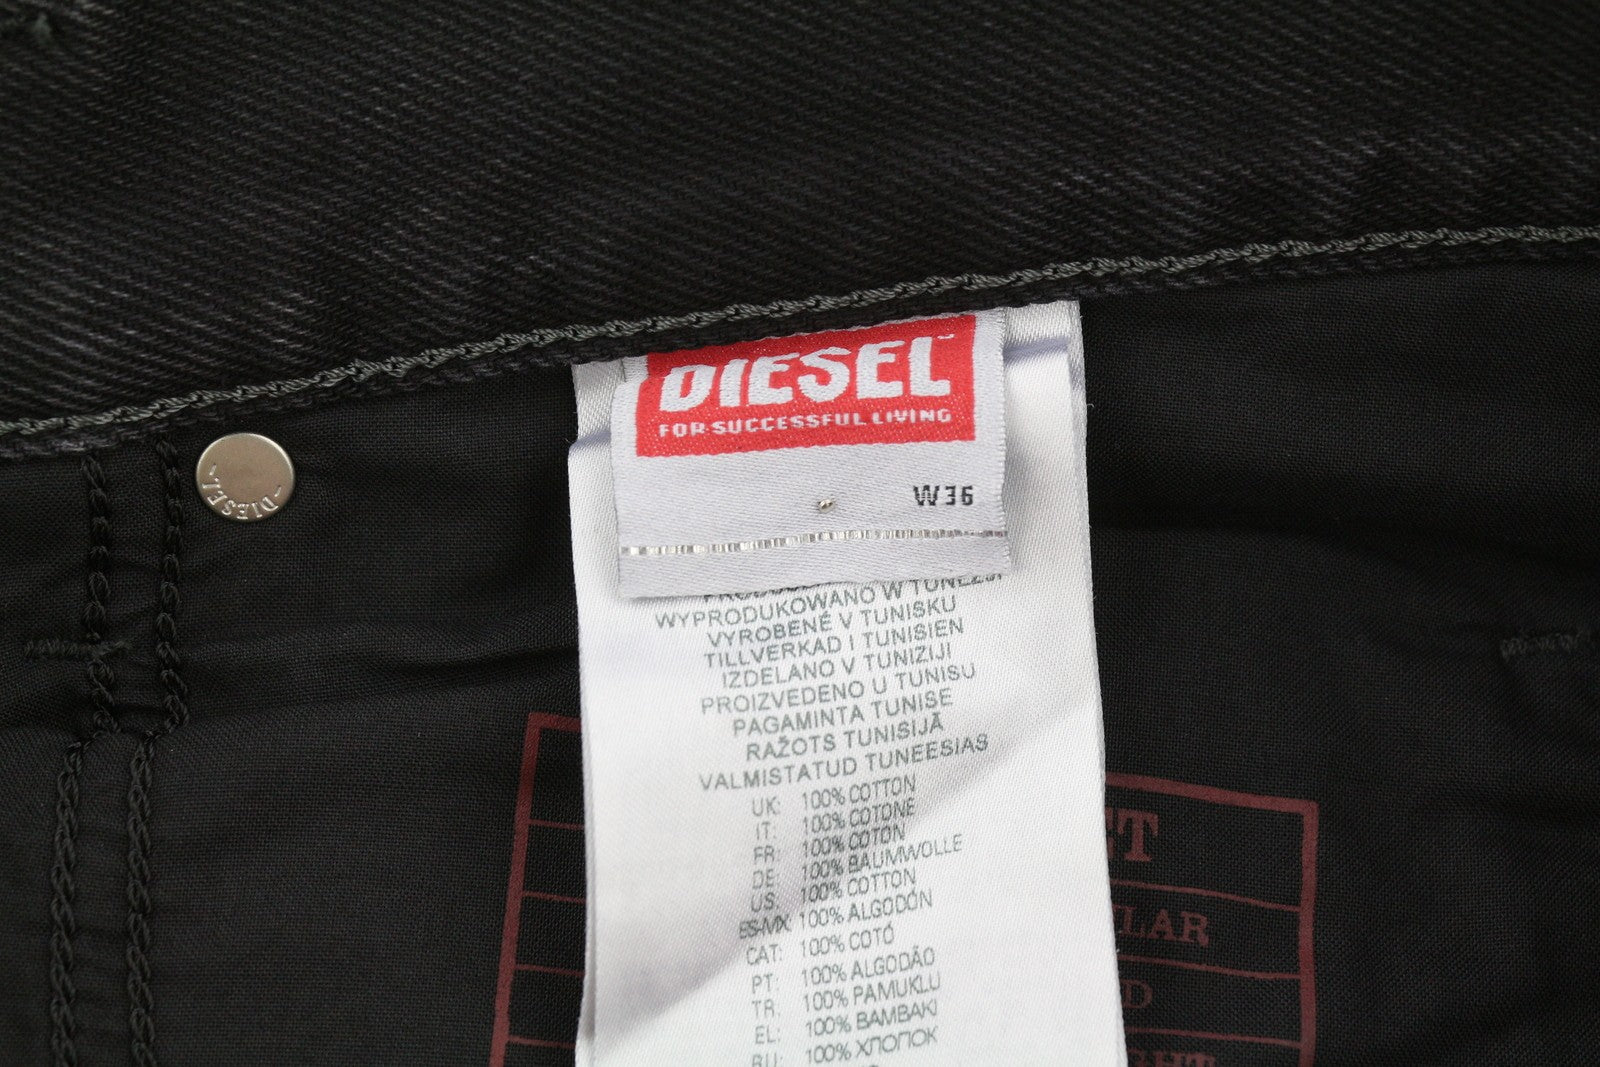 DIESEL™
FOR SUCCESSFUL LIVING
W36
DIESEL
WYPRODUKOWANO W TUNEZJI
VYROBENÉ V TUNISKU
TILLVERKAD I TUNISIEN
IZDELANO V TUNIZIJI
PROIZVEDENO U TUNISU
PAGAMINTA TUNISE
RAŽOTS TUNISIJĀ
VALMISTATUD TUNEESIAS
UK: 100% COTTON
IT: 100% COTONE
FR: 100% COTON
DE: 100% BAUMWOLLE
US: 100% COTTON
ES-MX: 100% ALGODÓN
CAT: 100% COTÓ
PT: 100% ALGODÃO
TR: 100% PAMUKLU
EL: 100% BAMBAKI
RU: 100% ХЛОПОК